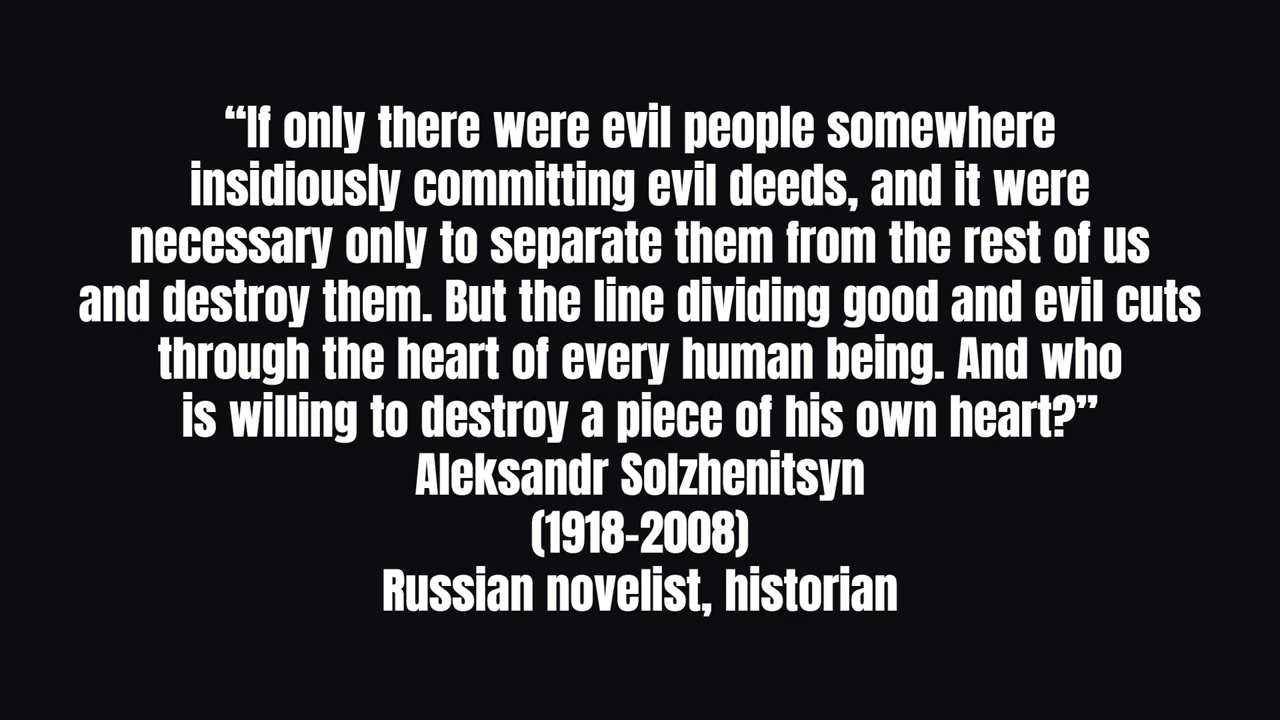 “If only there were evil people somewhere
insidiously committing evil deeds, and it were
necessary only to separate them from the rest of us
and destroy them. But the line dividing good and evil cuts
through the heart of every human being. And who
is willing to destroy a piece of his own heart?”
Aleksandr Solzhenitsyn
(1918-2008)
Russian novelist, historian